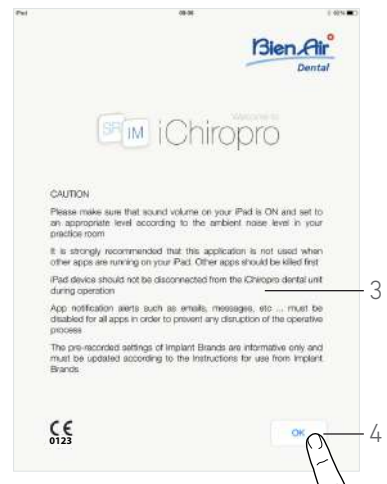 iPad
09:36
Bien Air
Dental
Welcome to
SR IM iChiropro
CAUTION
Please make sure that sound volume on your iPad is ON and set to
an appropriate level according to the ambient noise level in your
practice room
It is strongly recommended that this application is not used when
other apps are running on your iPad. Other apps should be killed first
iPad device should not be disconnected from the iChiropro dental unit
during operation
3
App notification alerts such as emails, messages, etc ... must be
disabled for all apps in order to prevent any disruption of the operative
process
The pre-recorded settings of Implant Brands are informative only and
must be updated according to the Instructions for use from Implant
Brands
CE
0123
OK
4